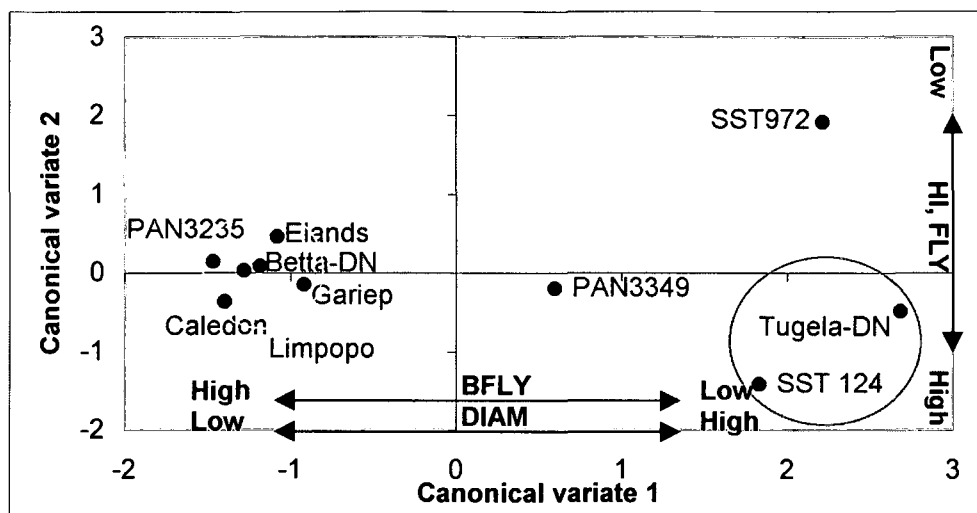 3
2
1
0
-1
-2
-2
-1
0
1
2
3
Canonical variate 2
Canonical variate 1
SST972
PAN3235
Elands
Betta-DN
Gariep
Caledon
Limpopo
PAN3349
Tugela-DN
SST 124
High
BFLY
Low
Low
DIAM
High
Low
HI, FLY
High